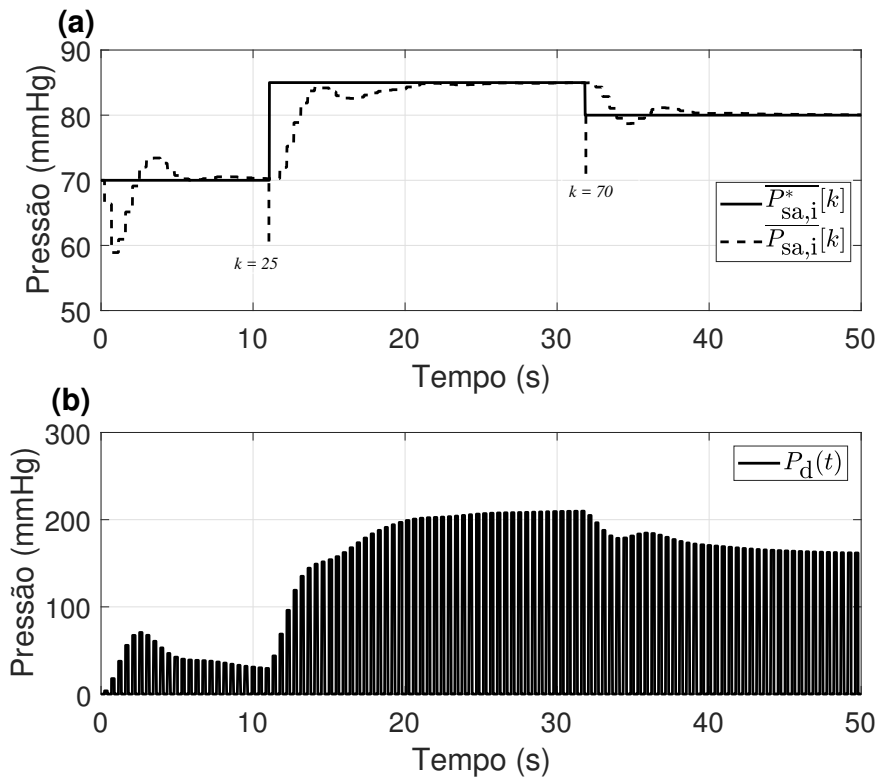 (a)
Pressão (mmHg)
90
80
70
60
50
k = 25
k = 70
P*sa,i[k]
Psa,i[k]
0 10 20 30 40 50
Tempo (s)
(b)
Pressão (mmHg)
300
200
100
0
Pd(t)
0 10 20 30 40 50
Tempo (s)